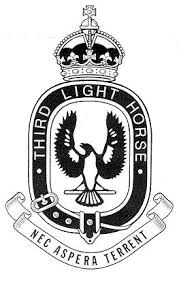 · THIRD LIGHT HORSE ·
NEC ASPERA TERRENT